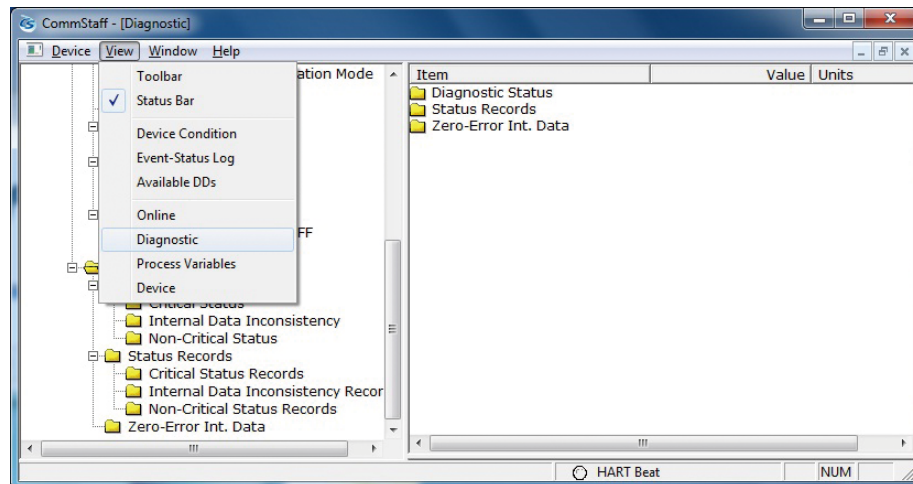 CommStaff - [Diagnostic]
Device View Window Help
Toolbar
Status Bar
Device Condition
Event-Status Log
Available DDs
Online
Diagnostic
Process Variables
Device
ation Mode
FF
Critical Status
Internal Data Inconsistency
Non-Critical Status
Status Records
Critical Status Records
Internal Data Inconsistency Recor
Non-Critical Status Records
Zero-Error Int. Data
Item Value Units
Diagnostic Status
Status Records
Zero-Error Int. Data
HART Beat NUM